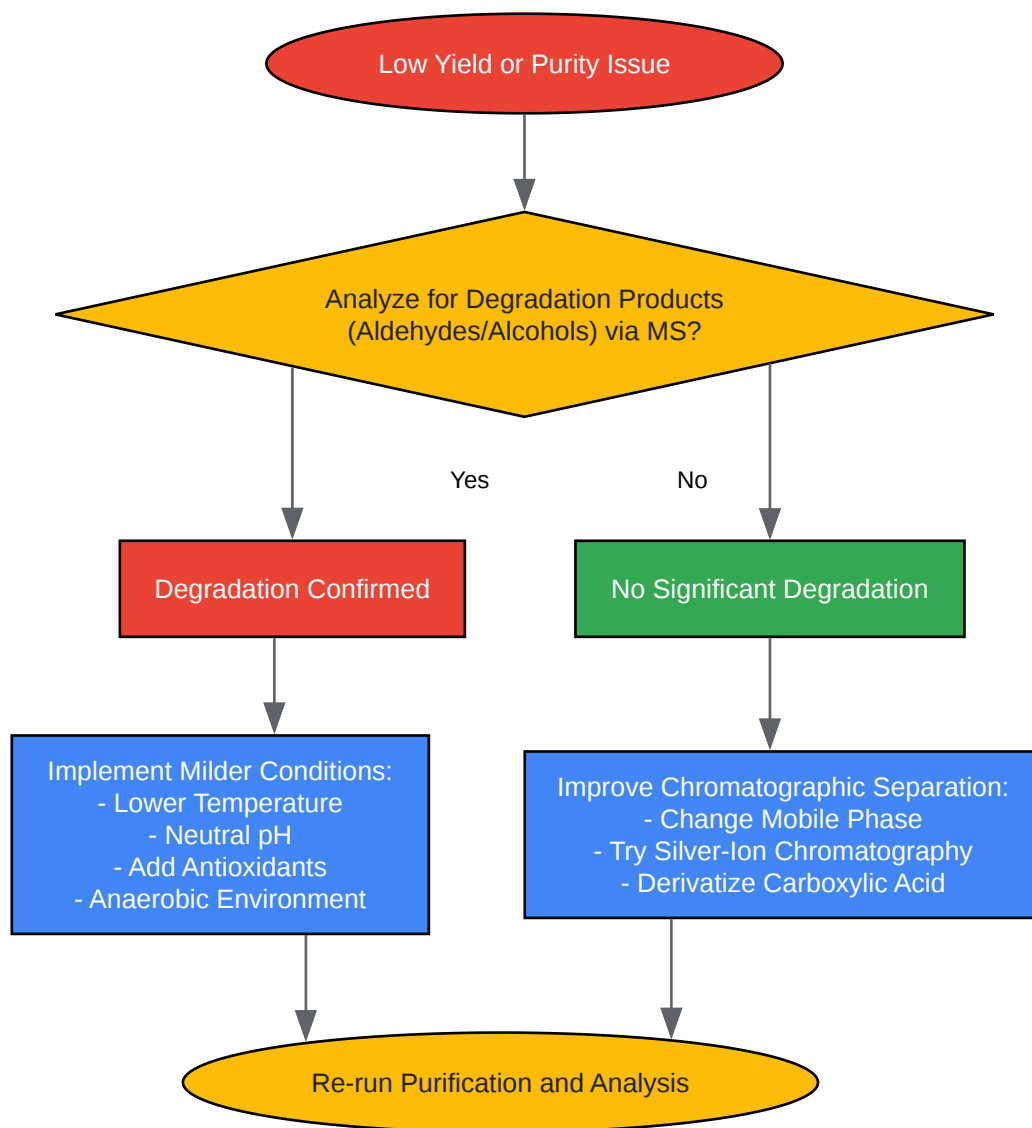 Low Yield or Purity Issue
Analyze for Degradation Products
(Aldehydes/Alcohols) via MS?
Yes
No
Degradation Confirmed
No Significant Degradation
Implement Milder Conditions:
- Lower Temperature
- Neutral pH
- Add Antioxidants
- Anaerobic Environment
Improve Chromatographic Separation:
- Change Mobile Phase
- Try Silver-Ion Chromatography
- Derivatize Carboxylic Acid
Re-run Purification and Analysis